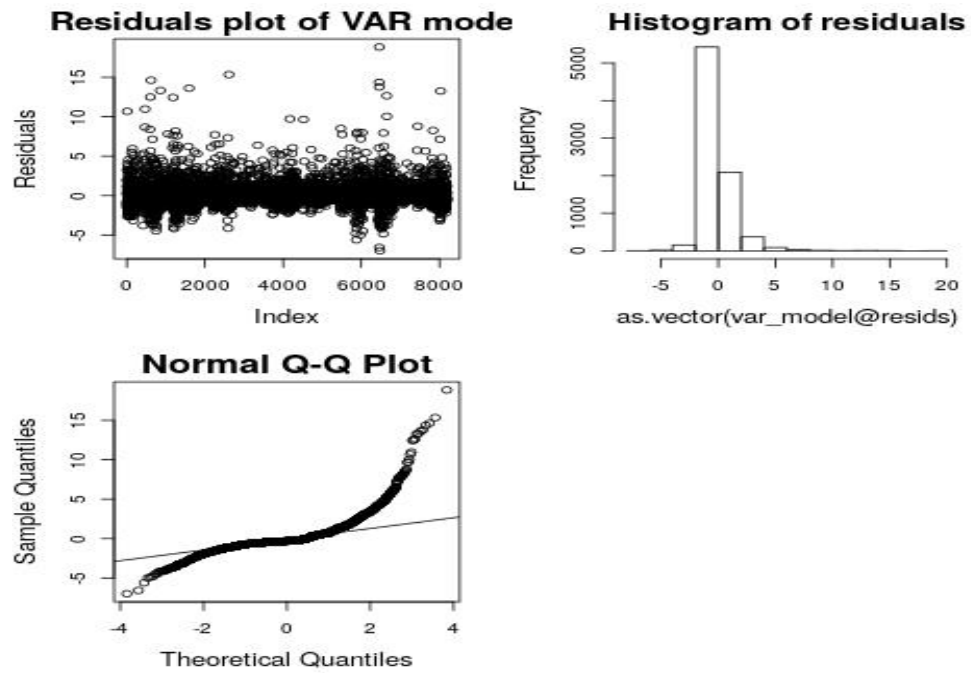 Residuals plot of VAR mode
Residuals
15
10
5
0
-5
0 2000 4000 6000 8000
Index
Histogram of residuals
Frequency
5000
3000
1000
0
-5 0 5 10 15 20
as.vector(var_model@resids)
Normal Q-Q Plot
Sample Quantiles
15
10
5
0
-5
-4 -2 0 2 4
Theoretical Quantiles